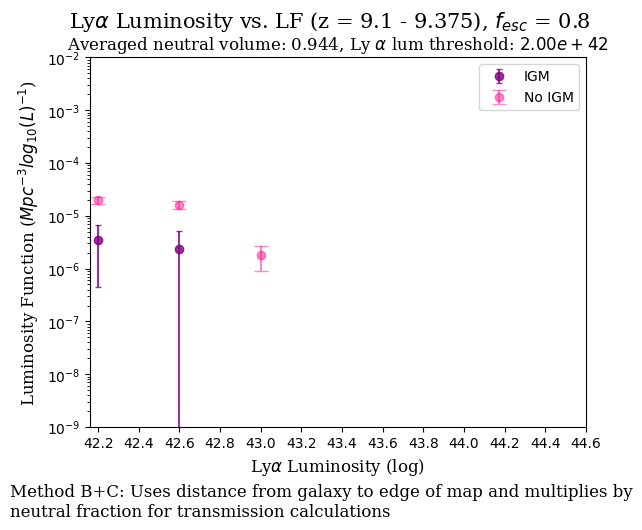 Lyα Luminosity vs. LF (z = 9.1 - 9.375), f_esc = 0.8
Averaged neutral volume: 0.944, Ly α lum threshold: 2.00e + 42
IGM
No IGM
10⁻²
10⁻³
10⁻⁴
10⁻⁵
10⁻⁶
10⁻⁷
10⁻⁸
10⁻⁹
Luminosity Function (Mpc⁻³log₁₀(L)⁻¹)
42.2 42.4 42.6 42.8 43.0 43.2 43.4 43.6 43.8 44.0 44.2 44.4 44.6
Lyα Luminosity (log)
Method B+C: Uses distance from galaxy to edge of map and multiplies by
neutral fraction for transmission calculations